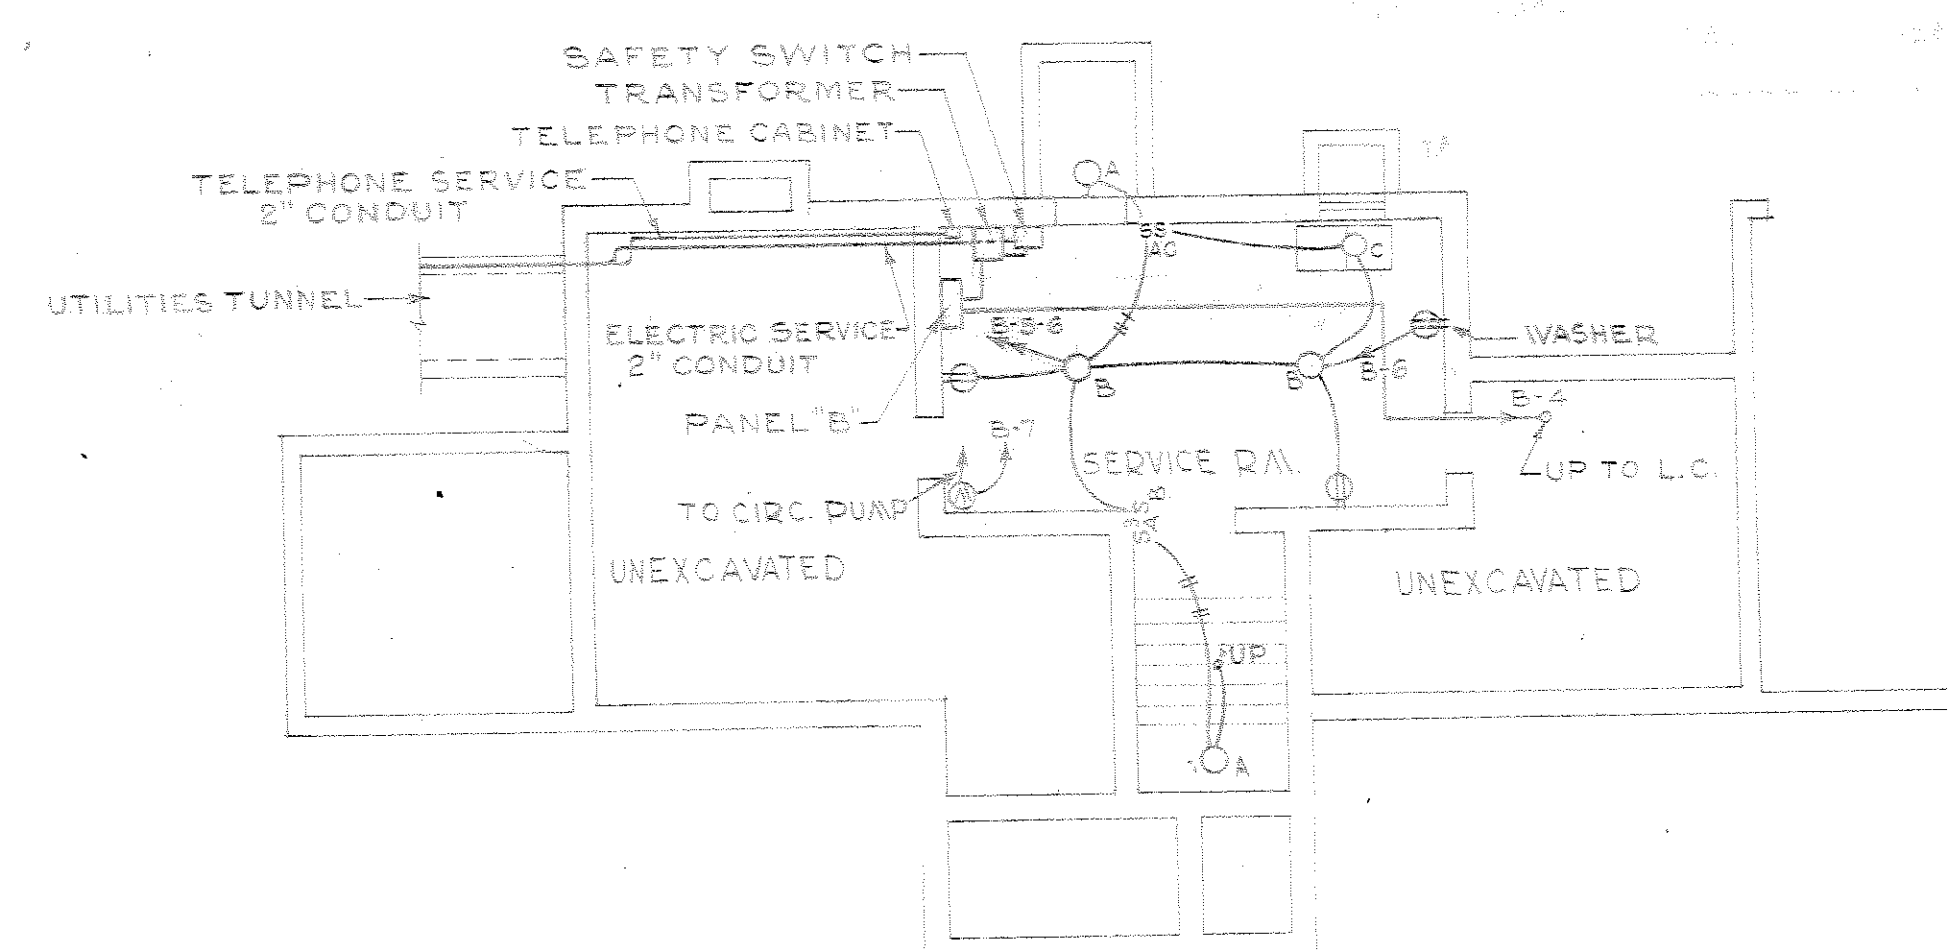 SAFETY SWITCH
TRANSFORMER
TELEPHONE CABINET
A
TELEPHONE SERVICE
2" CONDUIT
SS
AC
C
UTILITIES TUNNEL
ELECTRIC SERVICE
2" CONDUIT
B-5-6
WASHER
B
B
B-6
B-4
PANEL "B"
B-7
SERVICE RM.
UP TO L.C.
TO CIRC. PUMP
UNEXCAVATED
UNEXCAVATED
UP
A